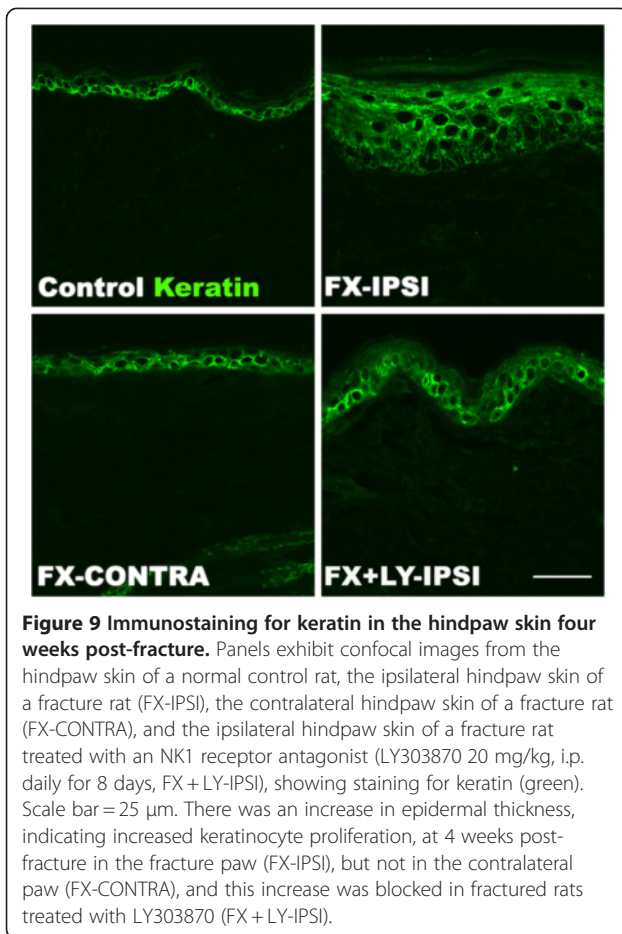 Control Keratin
FX-IPSI
FX-CONTRA
FX+LY-IPSI
Figure 9 Immunostaining for keratin in the hindpaw skin four
weeks post-fracture. Panels exhibit confocal images from the
hindpaw skin of a normal control rat, the ipsilateral hindpaw skin of
a fracture rat (FX-IPSI), the contralateral hindpaw skin of a fracture rat
(FX-CONTRA), and the ipsilateral hindpaw skin of a fracture rat
treated with an NK1 receptor antagonist (LY303870 20 mg/kg, i.p.
daily for 8 days, FX + LY-IPSI), showing staining for keratin (green).
Scale bar = 25 μm. There was an increase in epidermal thickness,
indicating increased keratinocyte proliferation, at 4 weeks post-
fracture in the fracture paw (FX-IPSI), but not in the contralateral
paw (FX-CONTRA), and this increase was blocked in fractured rats
treated with LY303870 (FX + LY-IPSI).